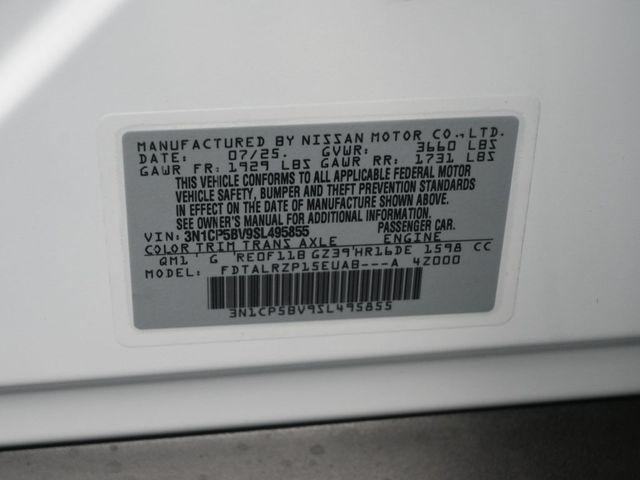 MANUFACTURED BY NISSAN MOTOR CO.,LTD.
DATE: 07/25. GVWR: 3660 LBS
GAWR FR: 1929 LBS GAWR RR: 1731 LBS
THIS VEHICLE CONFORMS TO ALL APPLICABLE FEDERAL MOTOR
VEHICLE SAFETY, BUMPER AND THEFT PREVENTION STANDARDS
IN EFFECT ON THE DATE OF MANUFACTURE SHOWN ABOVE.
SEE OWNER'S MANUAL FOR ADDITIONAL INFORMATION.
VIN: 3N1CP5BV9SL495855 PASSENGER CAR.
COLOR TRIM TRANS AXLE ENGINE
QM1 G RE0F11B GZ39 HR16DE 1598 CC
MODEL: FDTALRZP15EUAB---A 4Z000
3N1CP5BV9SL495855